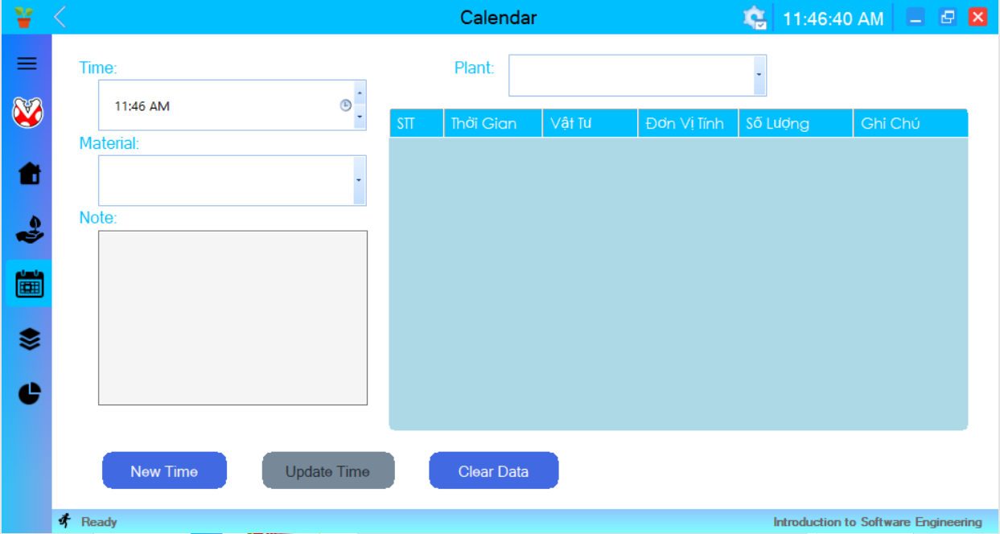 Calendar
11:46:40 AM
Time:
11:46 AM
Material:
Note:
Plant:
STT Thời Gian Vật Tư Đơn Vị Tính Số Lượng Ghi Chú
New Time
Update Time
Clear Data
Ready
Introduction to Software Engineering